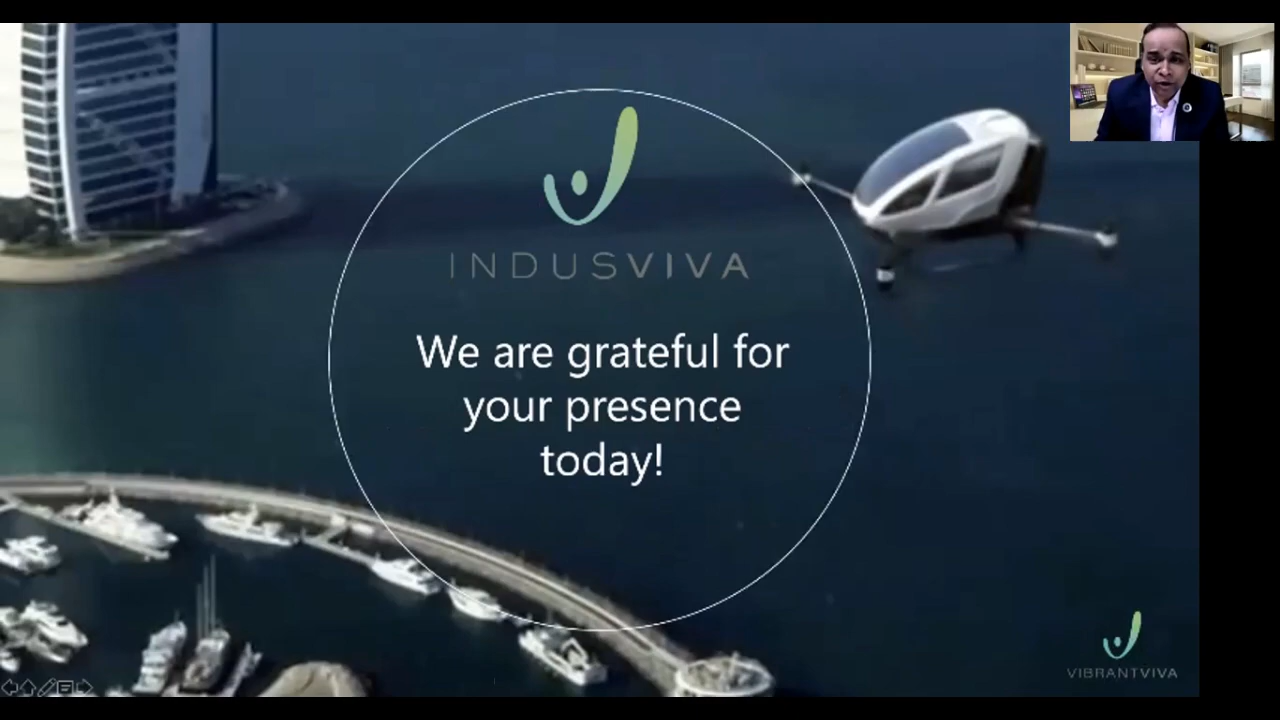 INDUSVIVA
We are grateful for
your presence
today!
VIBRANTVIVA